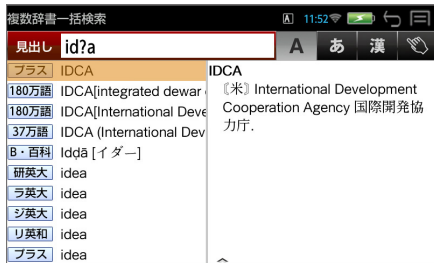 複数辞書一括検索 A 11:52
見出し id?a A あ 漢
プラス IDCA
180万語 IDCA[integrated dewar
180万語 IDCA[International Deve
37万語 IDCA (International Dev
B・百科 Iḍḍā [イダー]
研英大 idea
ラ英大 idea
ジ英大 idea
リ英和 idea
プラス idea
IDCA
〘米〙 International Development
Cooperation Agency 国際開発協
力庁.